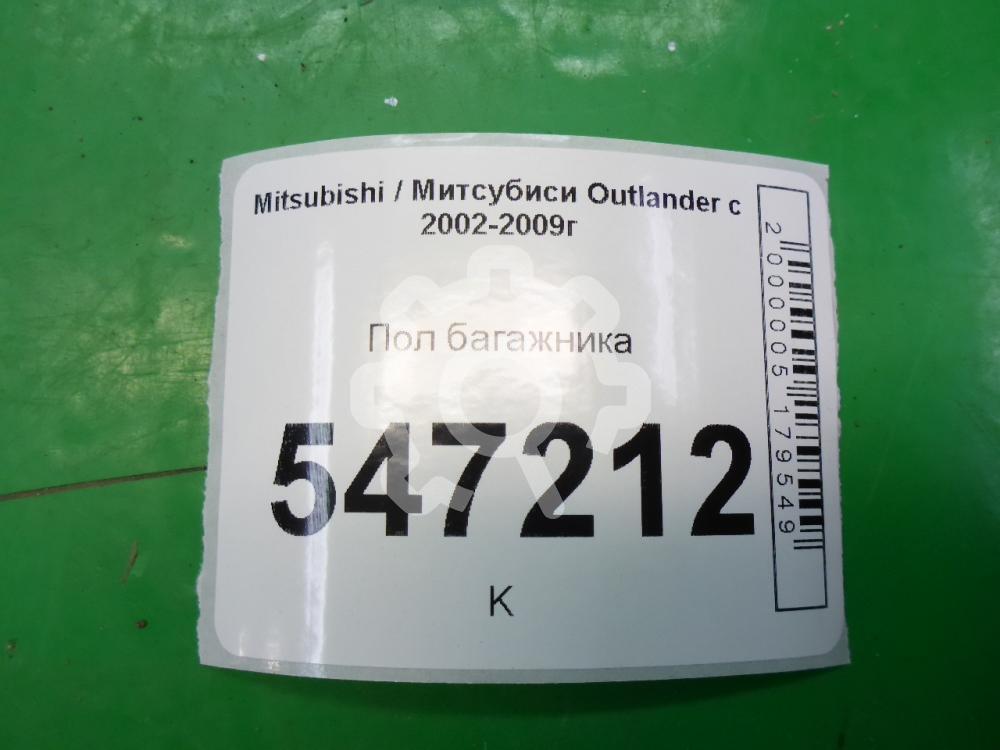 Mitsubishi / Митсубиси Outlander с
2002-2009г
Пол багажника
547212
К
2000005179549